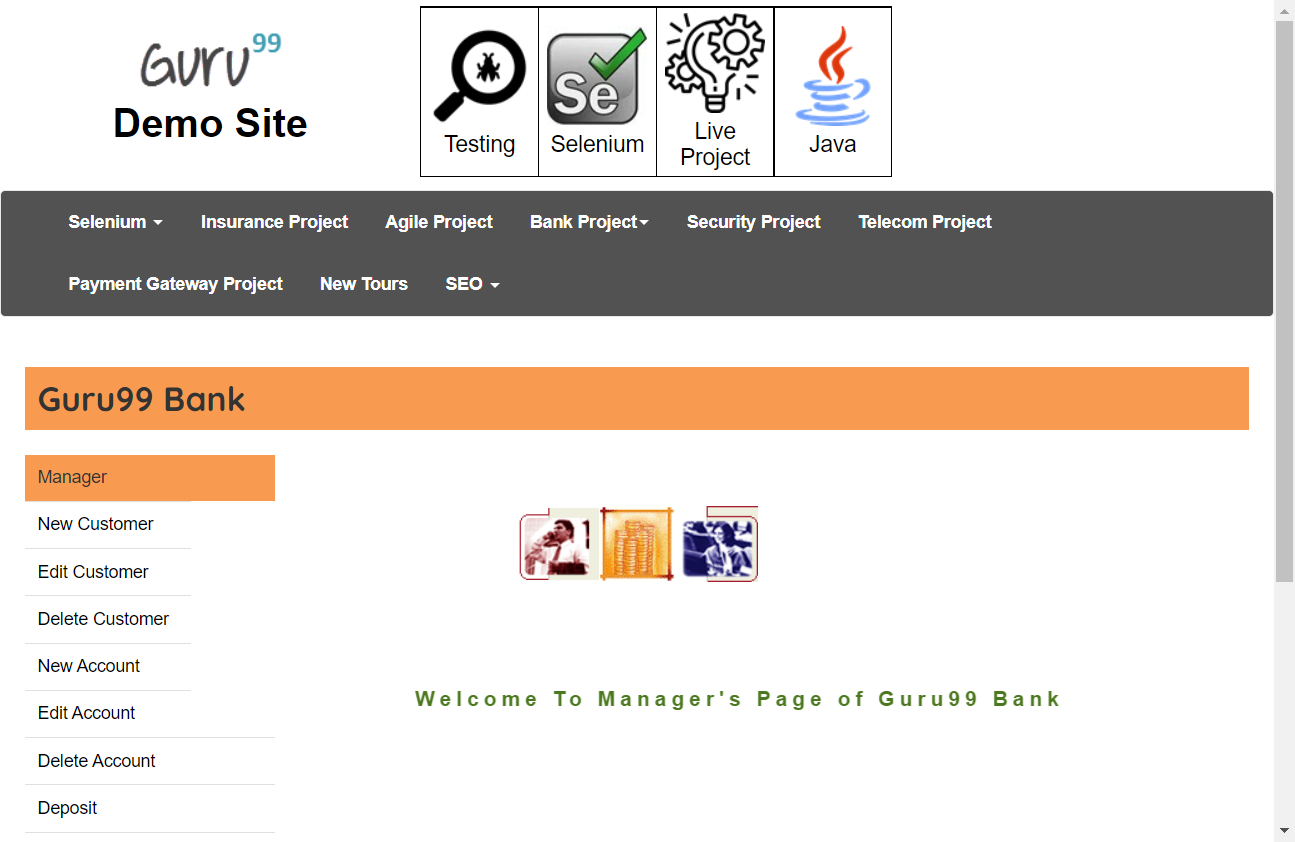 Guru99
Demo Site
Testing
Se
Selenium
Live
Project
Java
Selenium Insurance Project Agile Project Bank Project Security Project Telecom Project
Payment Gateway Project New Tours SEO
Guru99 Bank
Manager
New Customer
Edit Customer
Delete Customer
New Account
Edit Account
Delete Account
Deposit
Welcome To Manager's Page of Guru99 Bank